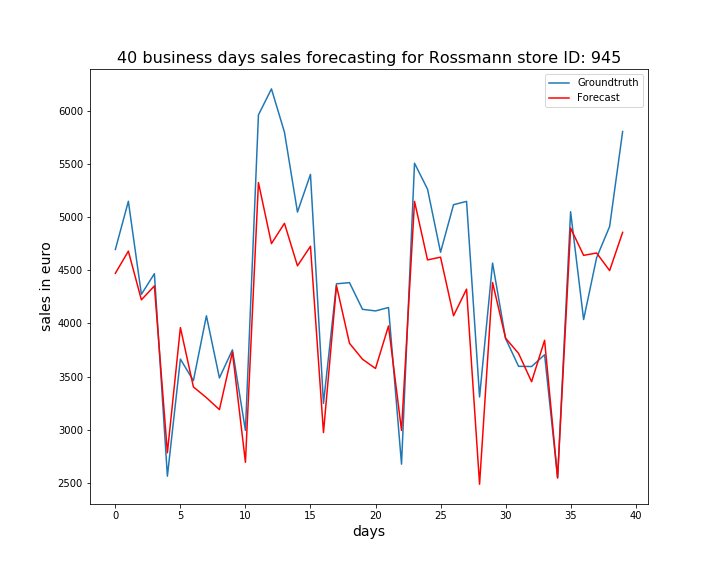 40 business days sales forecasting for Rossmann store ID: 945
Groundtruth
Forecast
6000
5500
5000
4500
4000
3500
3000
2500
sales in euro
0 5 10 15 20 25 30 35 40
days